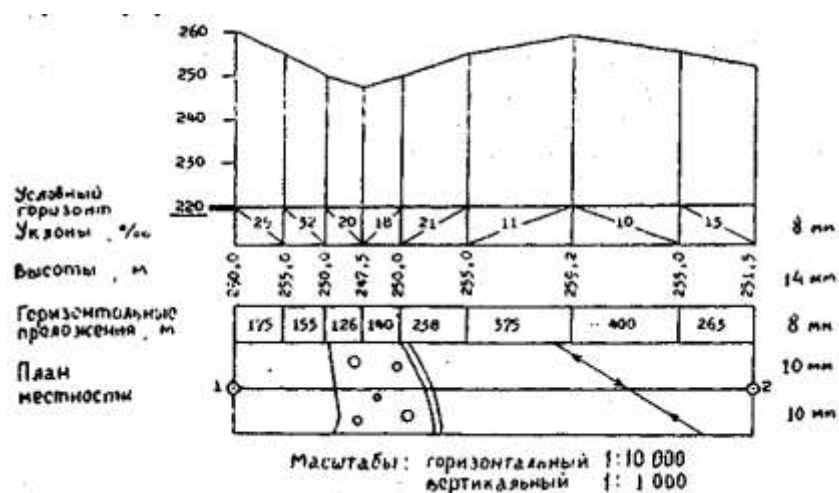 260
250
240
230
Условный
горизонт 220
Уклоны, ‰ 29 32 20 18 21 11 10 13 8 мм
Высоты, м 260,0 255,0 250,0 247,5 250,0 255,0 259,2 255,0 251,5 14 мм
Горизонтальные
проложения, м 175 155 126 140 238 375 400 265 8 мм
План
местности
10 мм
1 2
10 мм
Масштабы: горизонтальный 1:10 000
вертикальный 1: 1 000